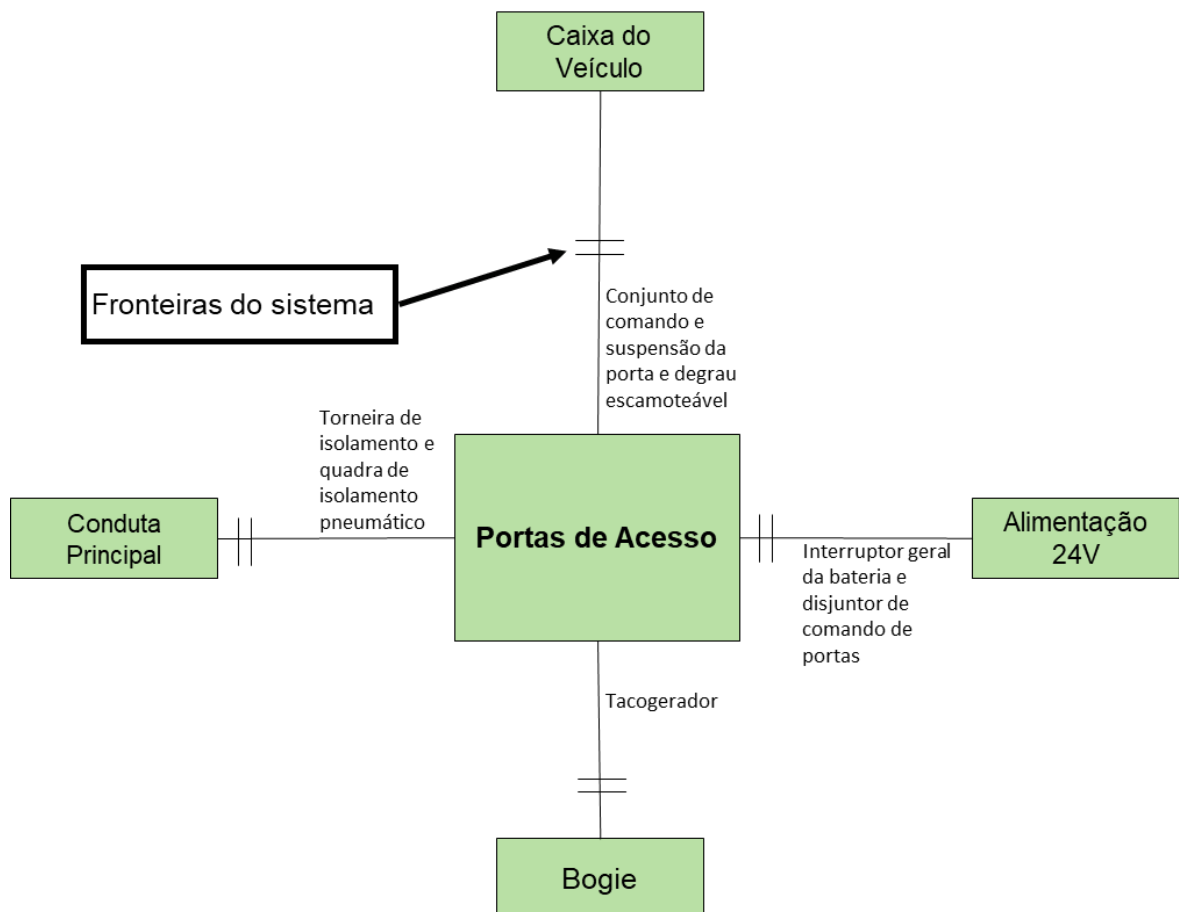 Caixa do
Veículo
Fronteiras do sistema
Conjunto de
comando e
suspensão da
porta e degrau
escamoteável
Torneira de
isolamento e
quadra de
isolamento
pneumático
Conduta
Principal
Portas de Acesso
Interruptor geral
da bateria e
disjuntor de
comando de
portas
Alimentação
24V
Tacogerador
Bogie